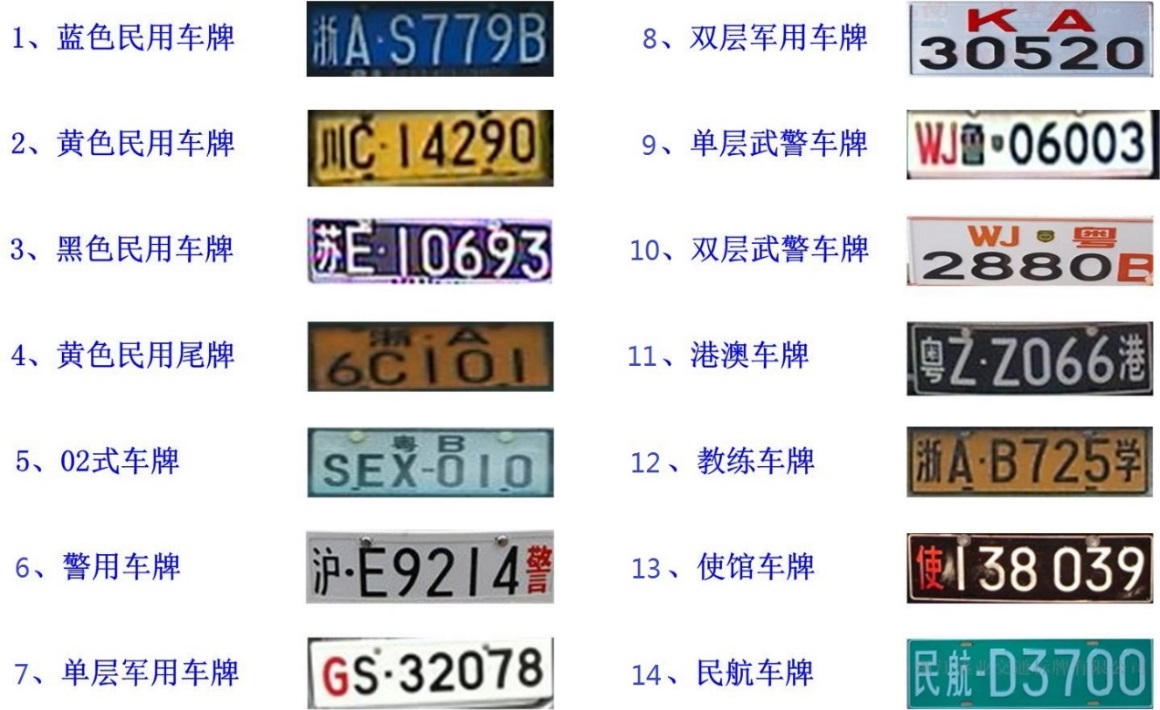 1、蓝色民用车牌
浙A·S779B
2、黄色民用车牌
川C·14290
3、黑色民用车牌
苏E·10693
4、黄色民用尾牌
浙·A
6C101
5、02式车牌
粤B
SEX-010
6、警用车牌
沪·E9214警
7、单层军用车牌
GS·32078
8、双层军用车牌
KA
30520
9、单层武警车牌
WJ鲁·06003
10、双层武警车牌
WJ 粤
2880B
11、港澳车牌
粤Z·Z066港
12、教练车牌
浙A·B725学
13、使馆车牌
使138 039
14、民航车牌
民航-D3700